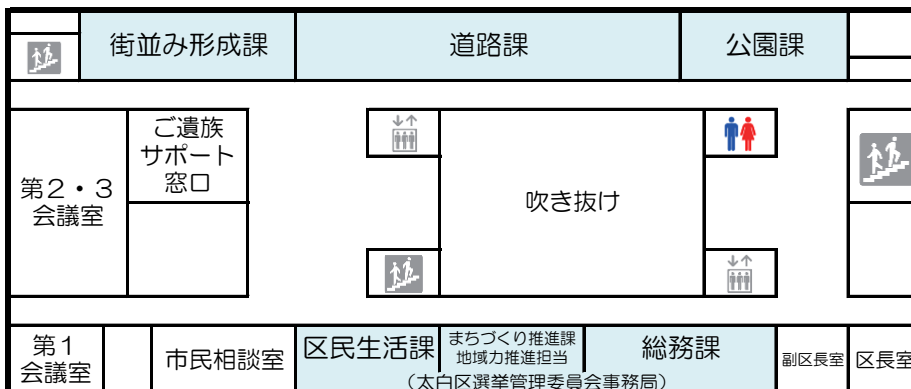 街並み形成課
道路課
公園課
ご遺族
サポート
窓口
第2・3
会議室
吹き抜け
第1
会議室
市民相談室
区民生活課
まちづくり推進課
地域力推進担当
総務課
(太白区選挙管理委員会事務局)
副区長室
区長室